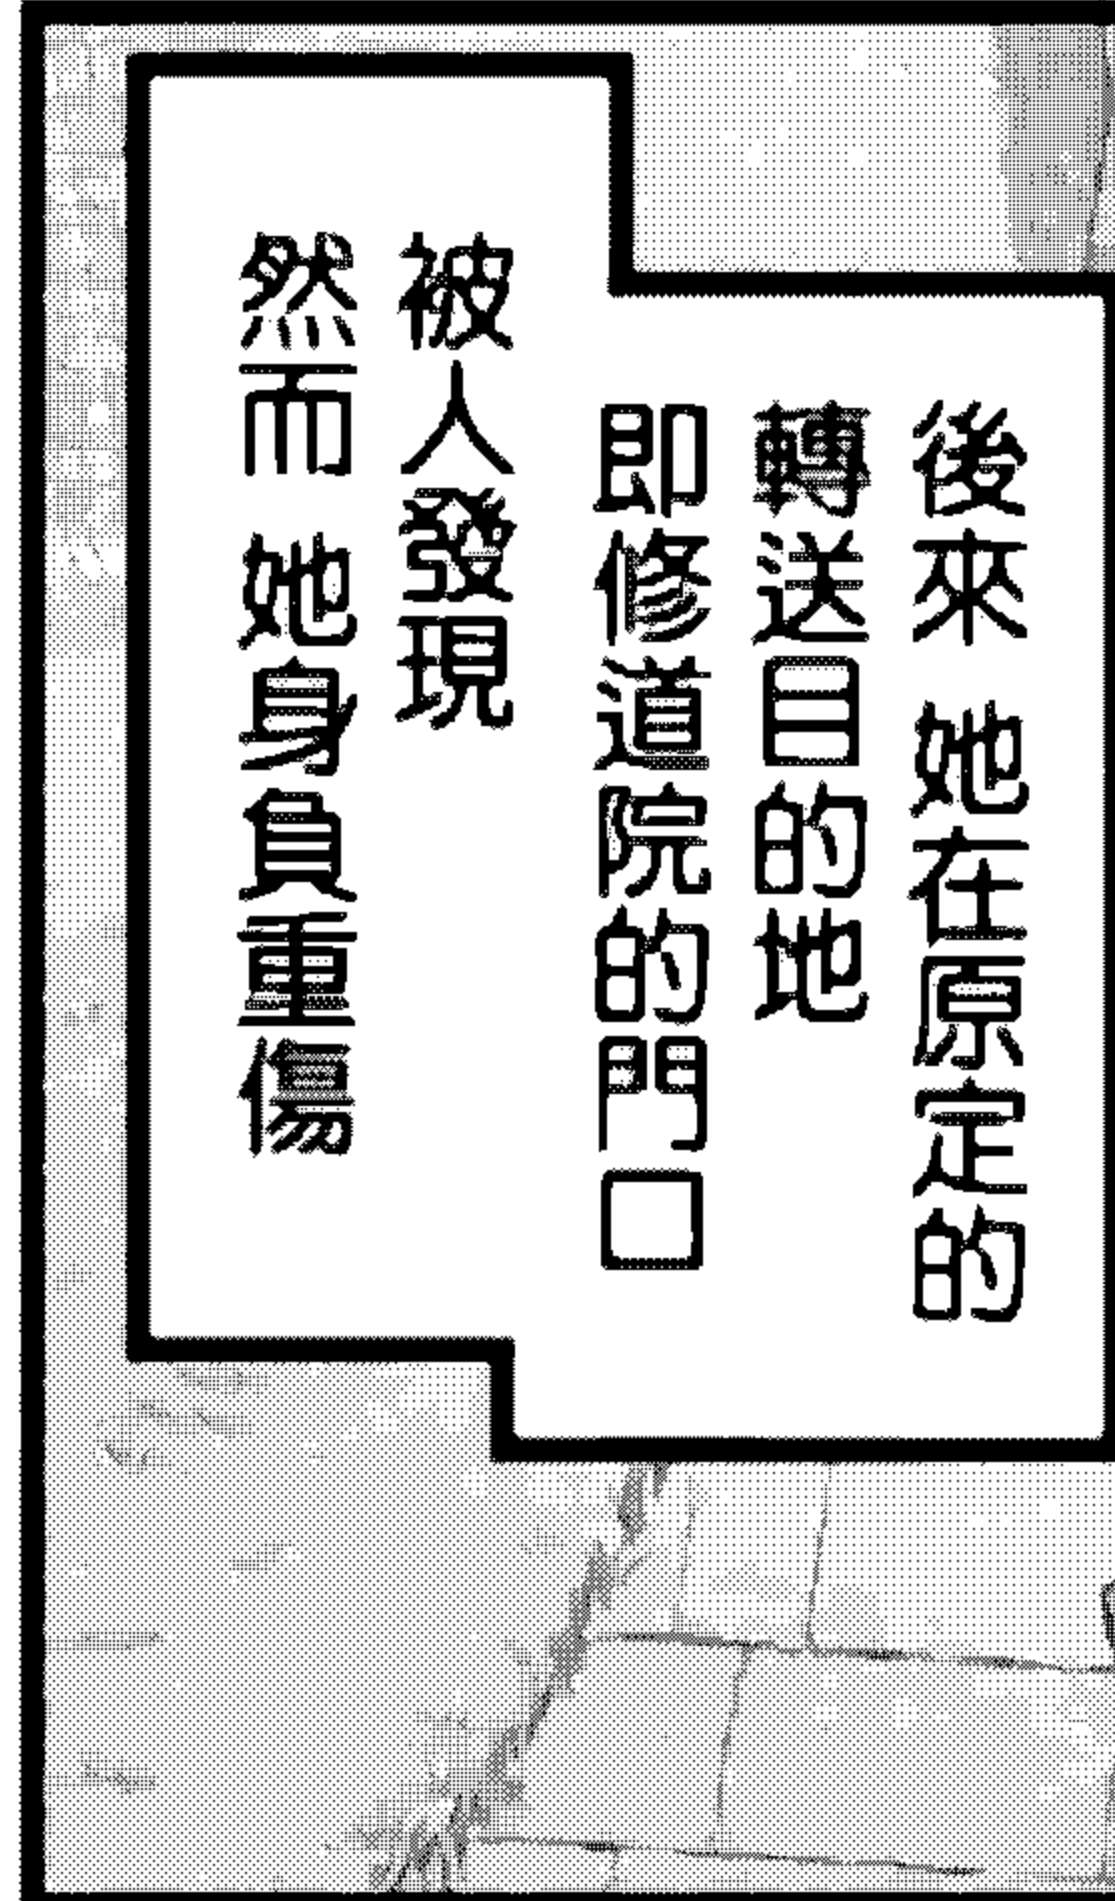 後來 她在原定的
轉送目的地
即修道院的門口
被人發現
然而 她身負重傷